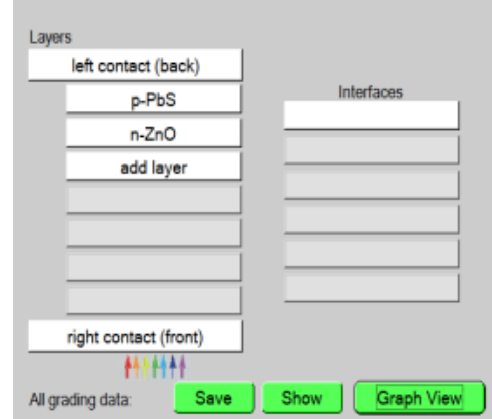 Layers
left contact (back)
Interfaces
p-PbS
n-ZnO
add layer
right contact (front)
All grading data:
Save
Show
Graph View